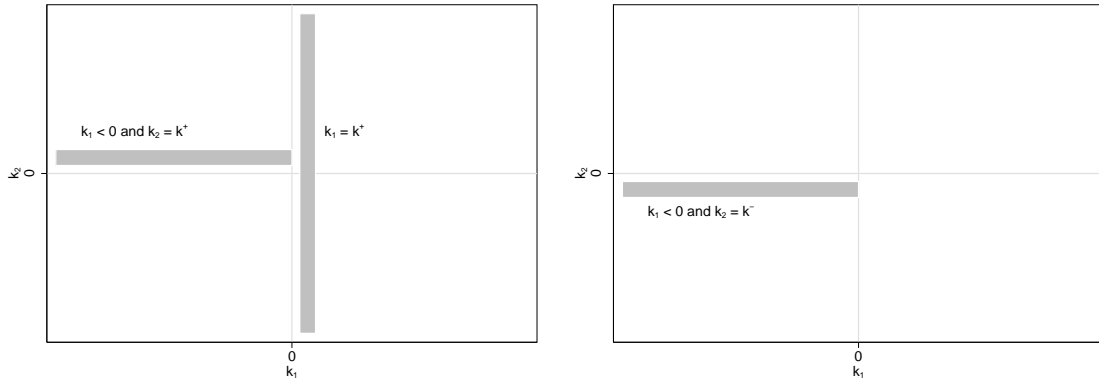 k₁ < 0 and k₂ = k⁺
k₁ = k⁺
k₂
0
0
k₁
k₁ < 0 and k₂ = k⁻
k₂
0
0
k₁